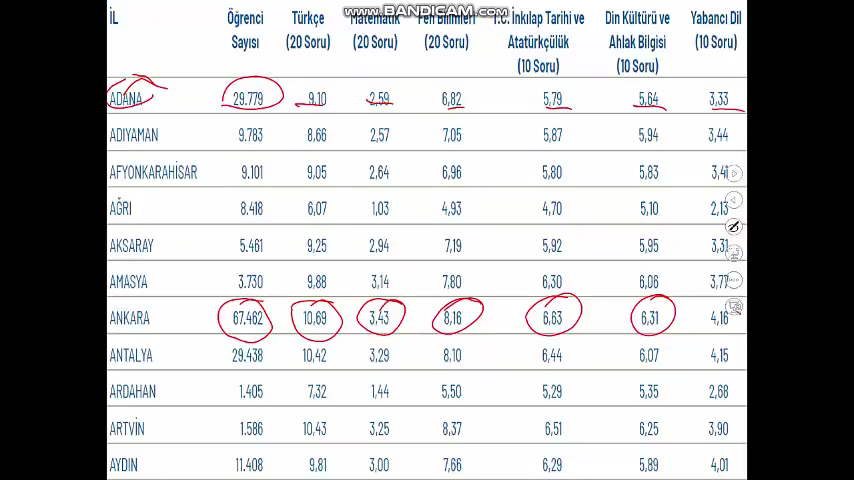 WWW.BANDICAM.COM
İL Öğrenci Türkçe Matematik Fen Bilimleri T.C. İnkılap Tarihi ve Din Kültürü ve Yabancı Dil
Sayısı (20 Soru) (20 Soru) (20 Soru) Atatürkçülük Ahlak Bilgisi (10 Soru)
(10 Soru) (10 Soru)
ADANA 29.779 9,10 2,59 6,82 5,79 5,64 3,33
ADIYAMAN 9.783 8,66 2,57 7,05 5,87 5,94 3,44
AFYONKARAHİSAR 9.101 9,05 2,64 6,96 5,80 5,83 3,41
AĞRI 8.418 6,07 1,03 4,93 4,70 5,10 2,13
AKSARAY 5.461 9,25 2,94 7,19 5,92 5,95 3,31
AMASYA 3.730 9,88 3,14 7,80 6,30 6,06 3,77
ANKARA 67.462 10,69 3,43 8,16 6,63 6,31 4,16
ANTALYA 29.438 10,42 3,29 8,10 6,44 6,07 4,15
ARDAHAN 1.405 7,32 1,44 5,50 5,29 5,35 2,68
ARTVİN 1.586 10,43 3,25 8,37 6,51 6,25 3,90
AYDIN 11.408 9,81 3,00 7,66 6,29 5,89 4,01